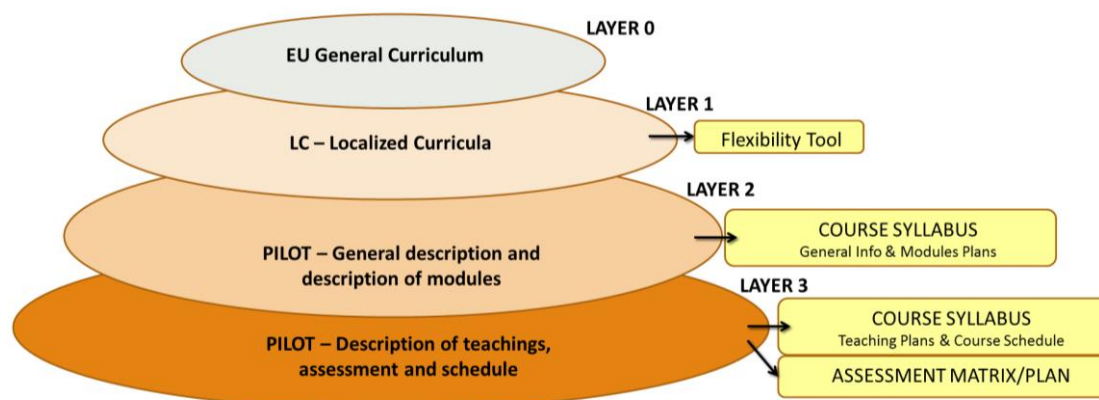 LAYER 0
EU General Curriculum
LAYER 1
LC – Localized Curricula
Flexibility Tool
LAYER 2
PILOT – General description and
description of modules
COURSE SYLLABUS
General Info & Modules Plans
LAYER 3
PILOT – Description of teachings,
assessment and schedule
COURSE SYLLABUS
Teaching Plans & Course Schedule
ASSESSMENT MATRIX/PLAN